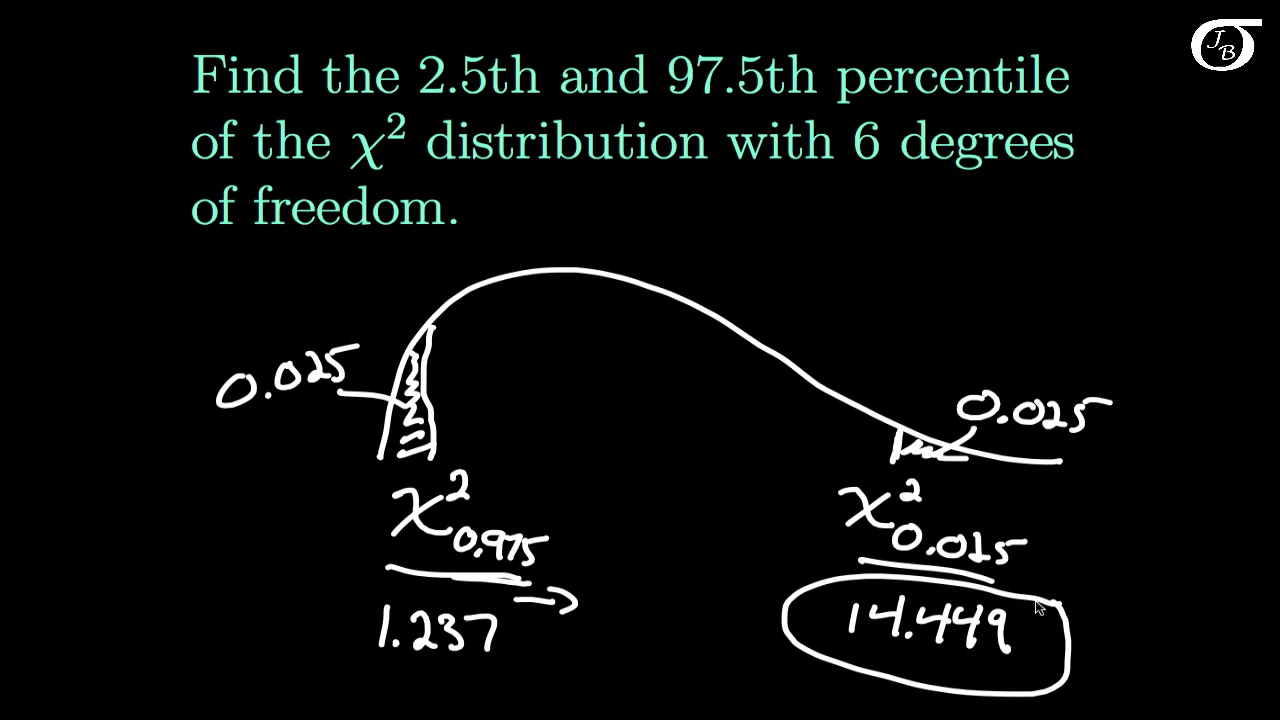 JB
Find the 2.5th and 97.5th percentile
of the χ² distribution with 6 degrees
of freedom.
0.025
0.025
χ²0.975
χ²0.025
1.237
14.449